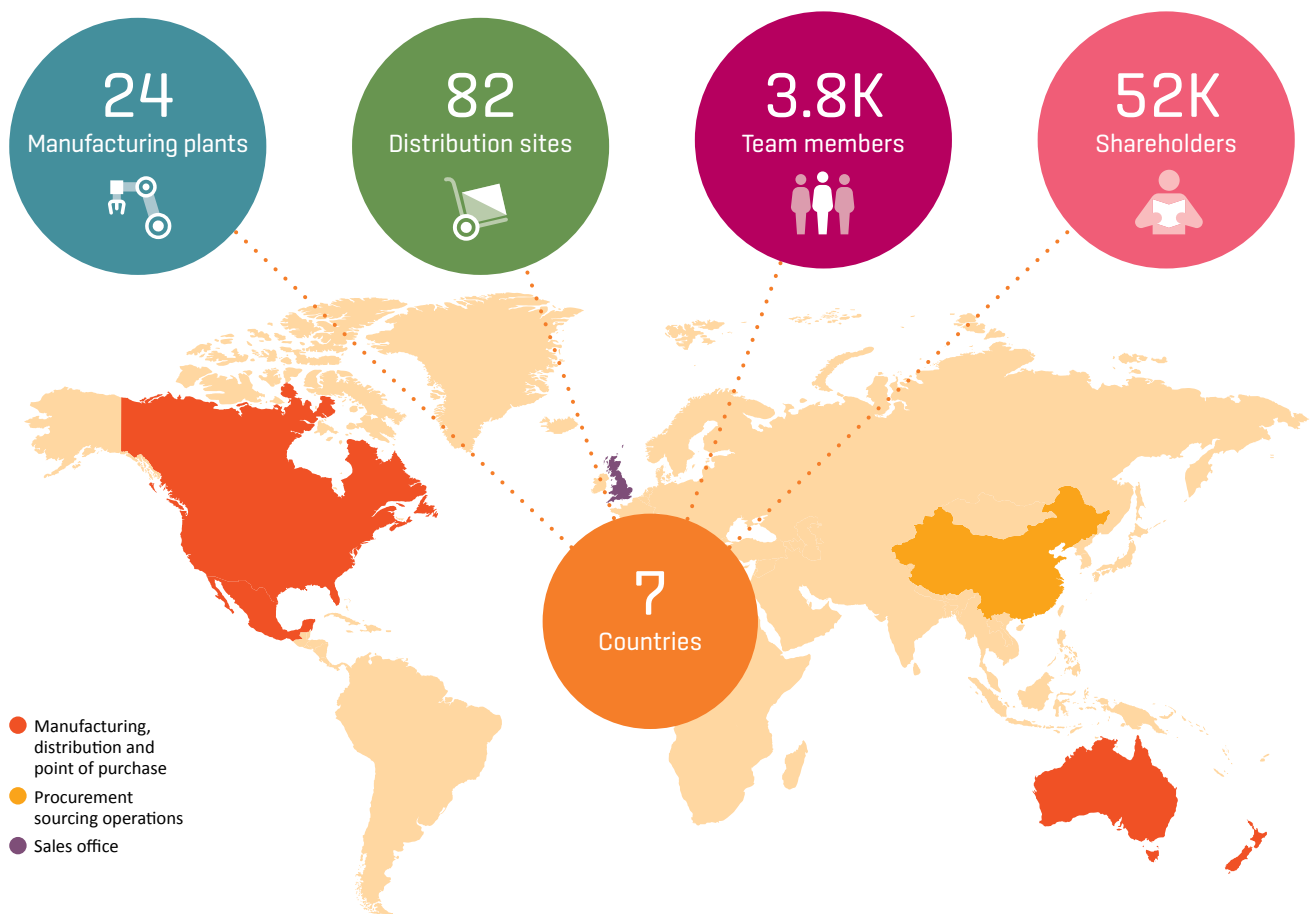 24
Manufacturing plants
82
Distribution sites
3.8K
Team members
52K
Shareholders
7
Countries
Manufacturing,
distribution and
point of purchase
Procurement
sourcing operations
Sales office